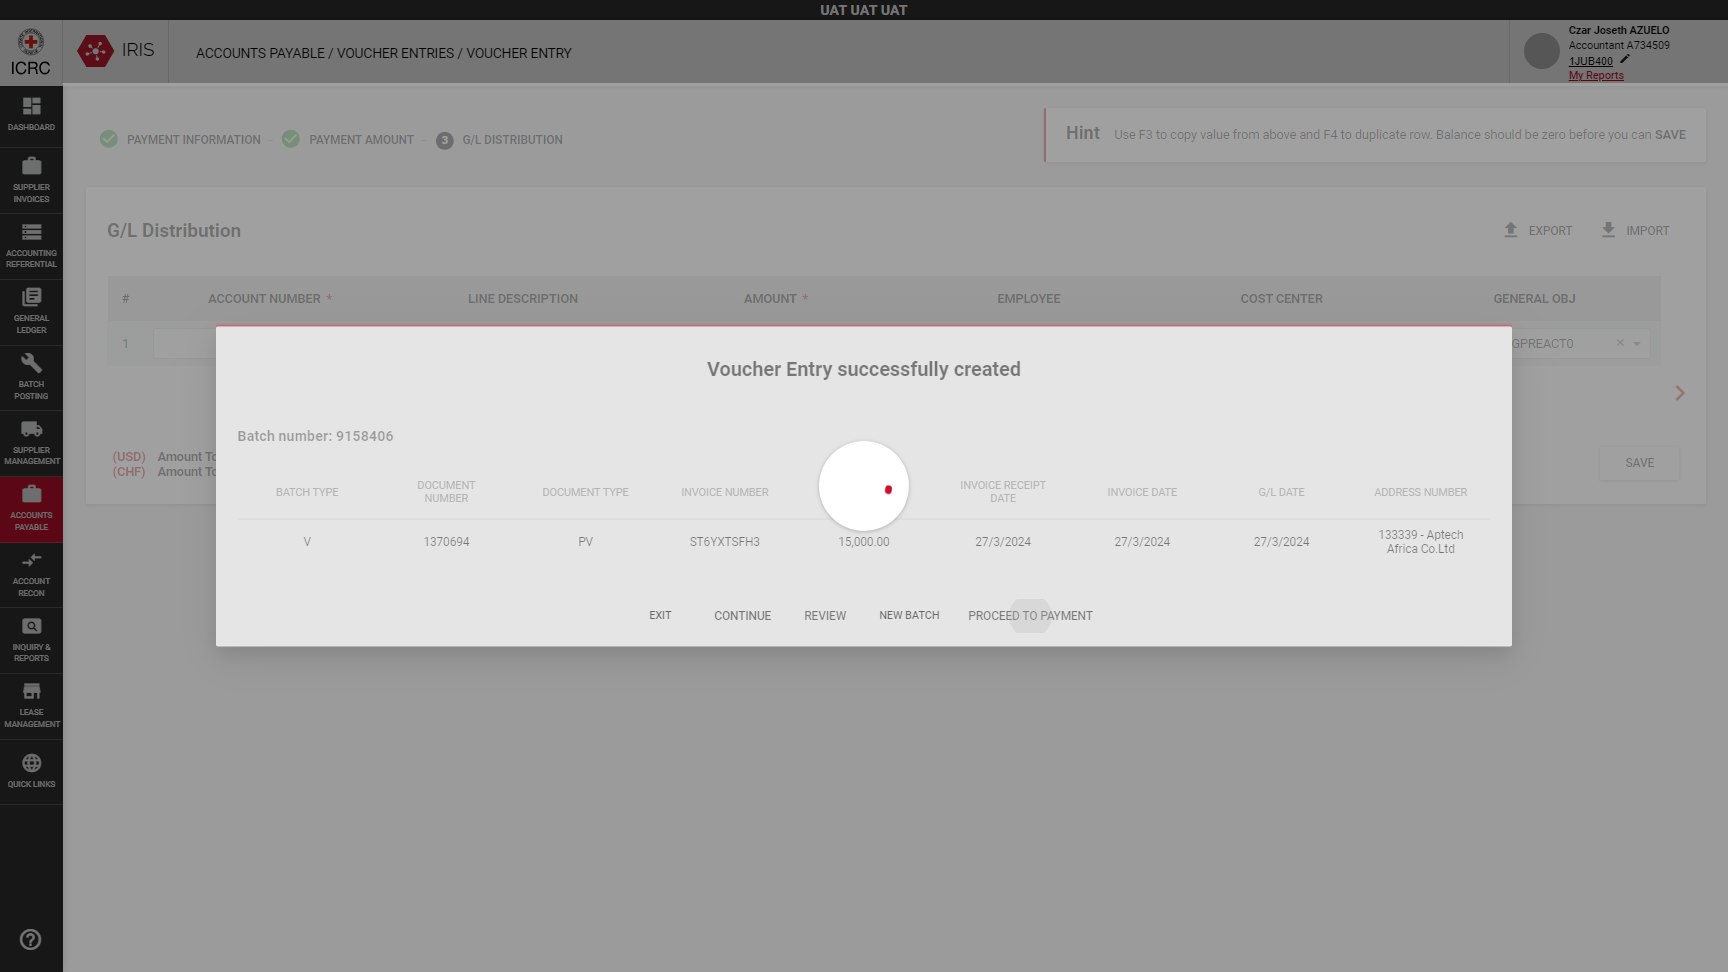 UAT UAT UAT
ICRC
IRIS
ACCOUNTS PAYABLE / VOUCHER ENTRIES / VOUCHER ENTRY
Czar Joseth AZUELO
Accountant A734509
1JUB400
My Reports
DASHBOARD
SUPPLIER
INVOICES
ACCOUNTING
REFERENTIAL
GENERAL
LEDGER
BATCH
POSTING
SUPPLIER
MANAGEMENT
ACCOUNTS
PAYABLE
ACCOUNT
RECON
INQUIRY &
REPORTS
LEASE
MANAGEMENT
QUICK LINKS
PAYMENT INFORMATION
PAYMENT AMOUNT
3 G/L DISTRIBUTION
Hint Use F3 to copy value from above and F4 to duplicate row. Balance should be zero before you can SAVE
G/L Distribution
EXPORT IMPORT
# ACCOUNT NUMBER * LINE DESCRIPTION AMOUNT * EMPLOYEE COST CENTER GENERAL OBJ
1 GPREACT0
(USD) Amount To
(CHF) Amount To
SAVE
Voucher Entry successfully created
Batch number: 9158406
BATCH TYPE DOCUMENT NUMBER DOCUMENT TYPE INVOICE NUMBER INVOICE RECEIPT DATE INVOICE DATE G/L DATE ADDRESS NUMBER
V 1370694 PV ST6YXTSFH3 15,000.00 27/3/2024 27/3/2024 27/3/2024 133339 - Aptech Africa Co.Ltd
EXIT CONTINUE REVIEW NEW BATCH PROCEED TO PAYMENT